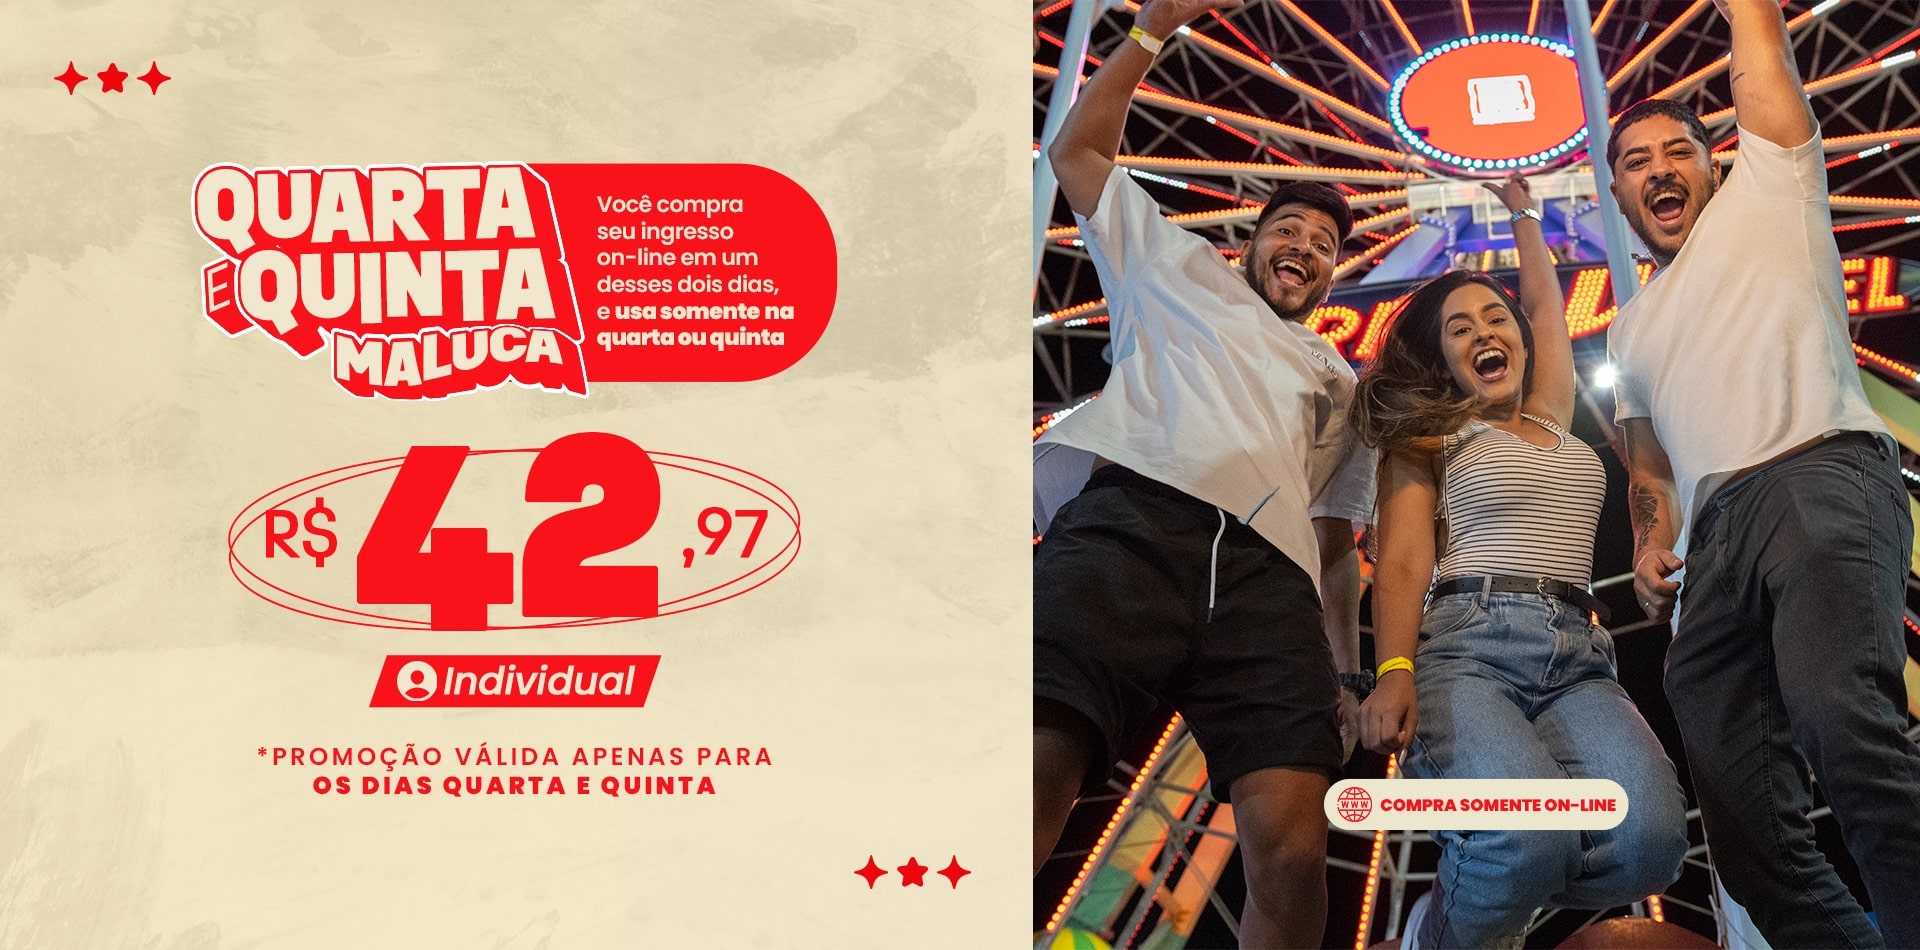 QUARTA
E QUINTA
MALUCA
Você compra
seu ingresso
on-line em um
desses dois dias,
e usa somente na
quarta ou quinta
R$ 42,97
Individual
*PROMOÇÃO VÁLIDA APENAS PARA
OS DIAS QUARTA E QUINTA
WWW COMPRA SOMENTE ON-LINE